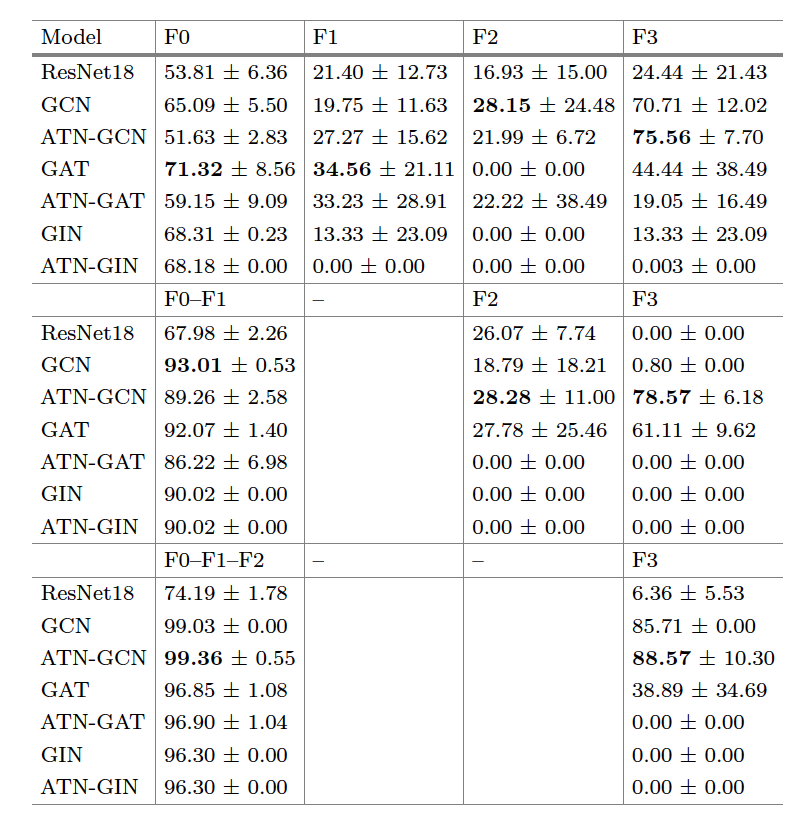 Model F0 F1 F2 F3
ResNet18 53.81 ± 6.36 21.40 ± 12.73 16.93 ± 15.00 24.44 ± 21.43
GCN 65.09 ± 5.50 19.75 ± 11.63 28.15 ± 24.48 70.71 ± 12.02
ATN-GCN 51.63 ± 2.83 27.27 ± 15.62 21.99 ± 6.72 75.56 ± 7.70
GAT 71.32 ± 8.56 34.56 ± 21.11 0.00 ± 0.00 44.44 ± 38.49
ATN-GAT 59.15 ± 9.09 33.23 ± 28.91 22.22 ± 38.49 19.05 ± 16.49
GIN 68.31 ± 0.23 13.33 ± 23.09 0.00 ± 0.00 13.33 ± 23.09
ATN-GIN 68.18 ± 0.00 0.00 ± 0.00 0.00 ± 0.00 0.003 ± 0.00
F0–F1 – F2 F3
ResNet18 67.98 ± 2.26 26.07 ± 7.74 0.00 ± 0.00
GCN 93.01 ± 0.53 18.79 ± 18.21 0.80 ± 0.00
ATN-GCN 89.26 ± 2.58 28.28 ± 11.00 78.57 ± 6.18
GAT 92.07 ± 1.40 27.78 ± 25.46 61.11 ± 9.62
ATN-GAT 86.22 ± 6.98 0.00 ± 0.00 0.00 ± 0.00
GIN 90.02 ± 0.00 0.00 ± 0.00 0.00 ± 0.00
ATN-GIN 90.02 ± 0.00 0.00 ± 0.00 0.00 ± 0.00
F0–F1–F2 – – F3
ResNet18 74.19 ± 1.78 6.36 ± 5.53
GCN 99.03 ± 0.00 85.71 ± 0.00
ATN-GCN 99.36 ± 0.55 88.57 ± 10.30
GAT 96.85 ± 1.08 38.89 ± 34.69
ATN-GAT 96.90 ± 1.04 0.00 ± 0.00
GIN 96.30 ± 0.00 0.00 ± 0.00
ATN-GIN 96.30 ± 0.00 0.00 ± 0.00